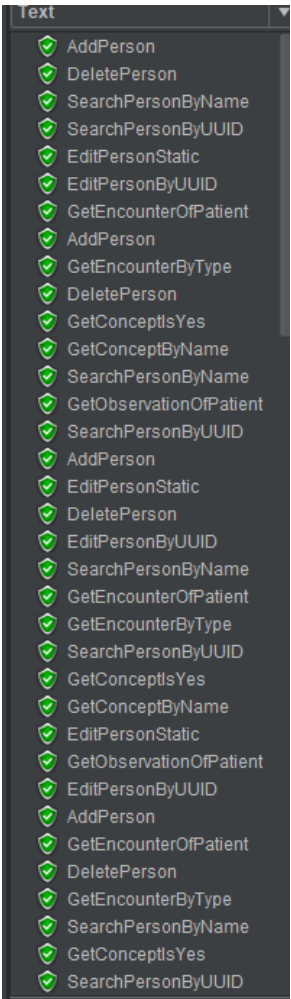 Text
AddPerson
DeletePerson
SearchPersonByName
SearchPersonByUUID
EditPersonStatic
EditPersonByUUID
GetEncounterOfPatient
AddPerson
GetEncounterByType
DeletePerson
GetConceptIsYes
GetConceptByName
SearchPersonByName
GetObservationOfPatient
SearchPersonByUUID
AddPerson
EditPersonStatic
DeletePerson
EditPersonByUUID
SearchPersonByName
GetEncounterOfPatient
GetEncounterByType
SearchPersonByUUID
GetConceptIsYes
GetConceptByName
EditPersonStatic
GetObservationOfPatient
EditPersonByUUID
AddPerson
GetEncounterOfPatient
DeletePerson
GetEncounterByType
SearchPersonByName
GetConceptIsYes
SearchPersonByUUID